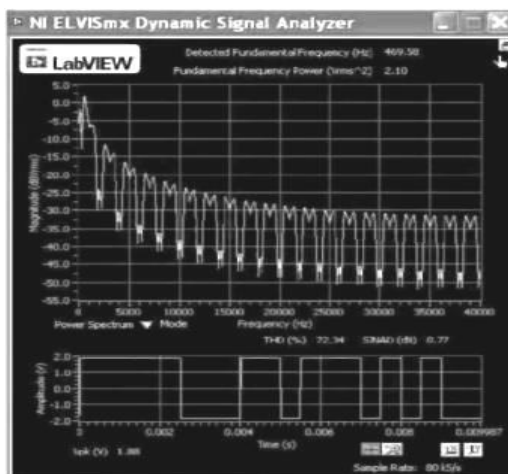 NI ELVISmx Dynamic Signal Analyzer
LabVIEW
Detected Fundamental Frequency (Hz) 469.58
Fundamental Frequency Power (Vrms^2) 2.10
Magnitude (dBVrms)
5.0
0.0
-5.0
-10.0
-15.0
-20.0
-25.0
-30.0
-35.0
-40.0
-45.0
-50.0
-55.0
0 5000 10000 15000 20000 25000 30000 35000 40000
Power Spectrum Mode Frequency (Hz)
THD (%) 72.34 SINAD (dB) 0.77
Amplitude (V)
2.0
1.0
0.0
-1.0
-2.0
0 0.002 0.004 0.006 0.008 0.009987
Time (s)
Vpk (V) 1.88
Sample Rate: 80 kS/s